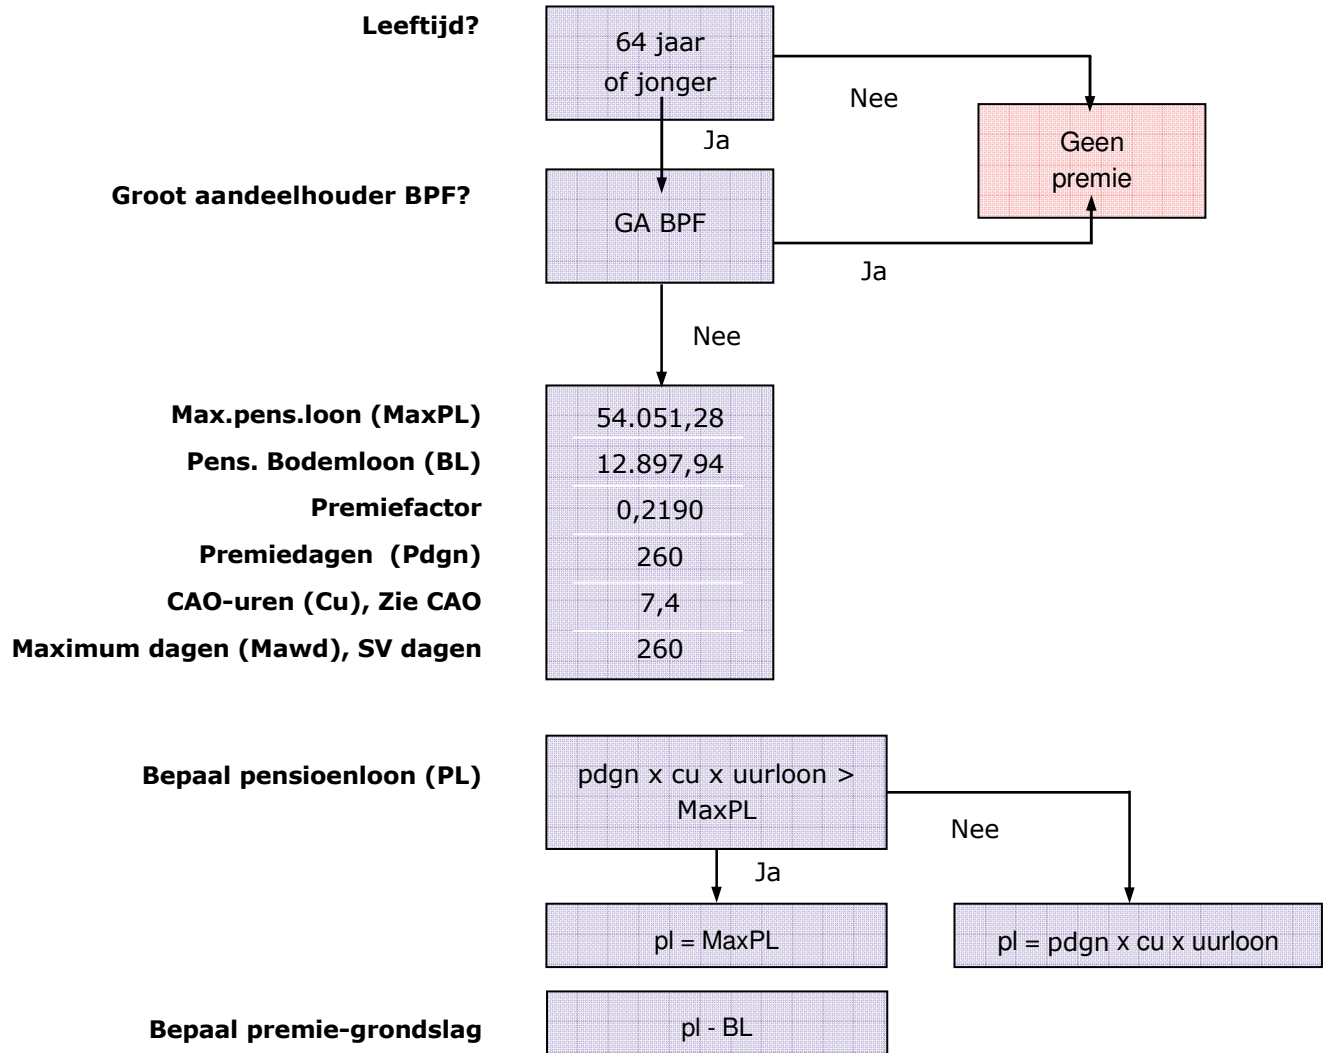 Leeftijd?
64 jaar
of jonger
Nee
Ja
Geen
premie
Groot aandeelhouder BPF?
GA BPF
Ja
Nee
Max.pens.loon (MaxPL)
54.051,28
Pens. Bodemloon (BL)
12.897,94
Premiefactor
0,2190
Premiedagen  (Pdgn)
260
CAO-uren (Cu), Zie CAO
7,4
Maximum dagen (Mawd), SV dagen
260
Bepaal pensioenloon (PL)
pdgn x cu x uurloon >
MaxPL
Nee
Ja
pl = MaxPL
pl = pdgn x cu x uurloon
Bepaal premie-grondslag
pl - BL